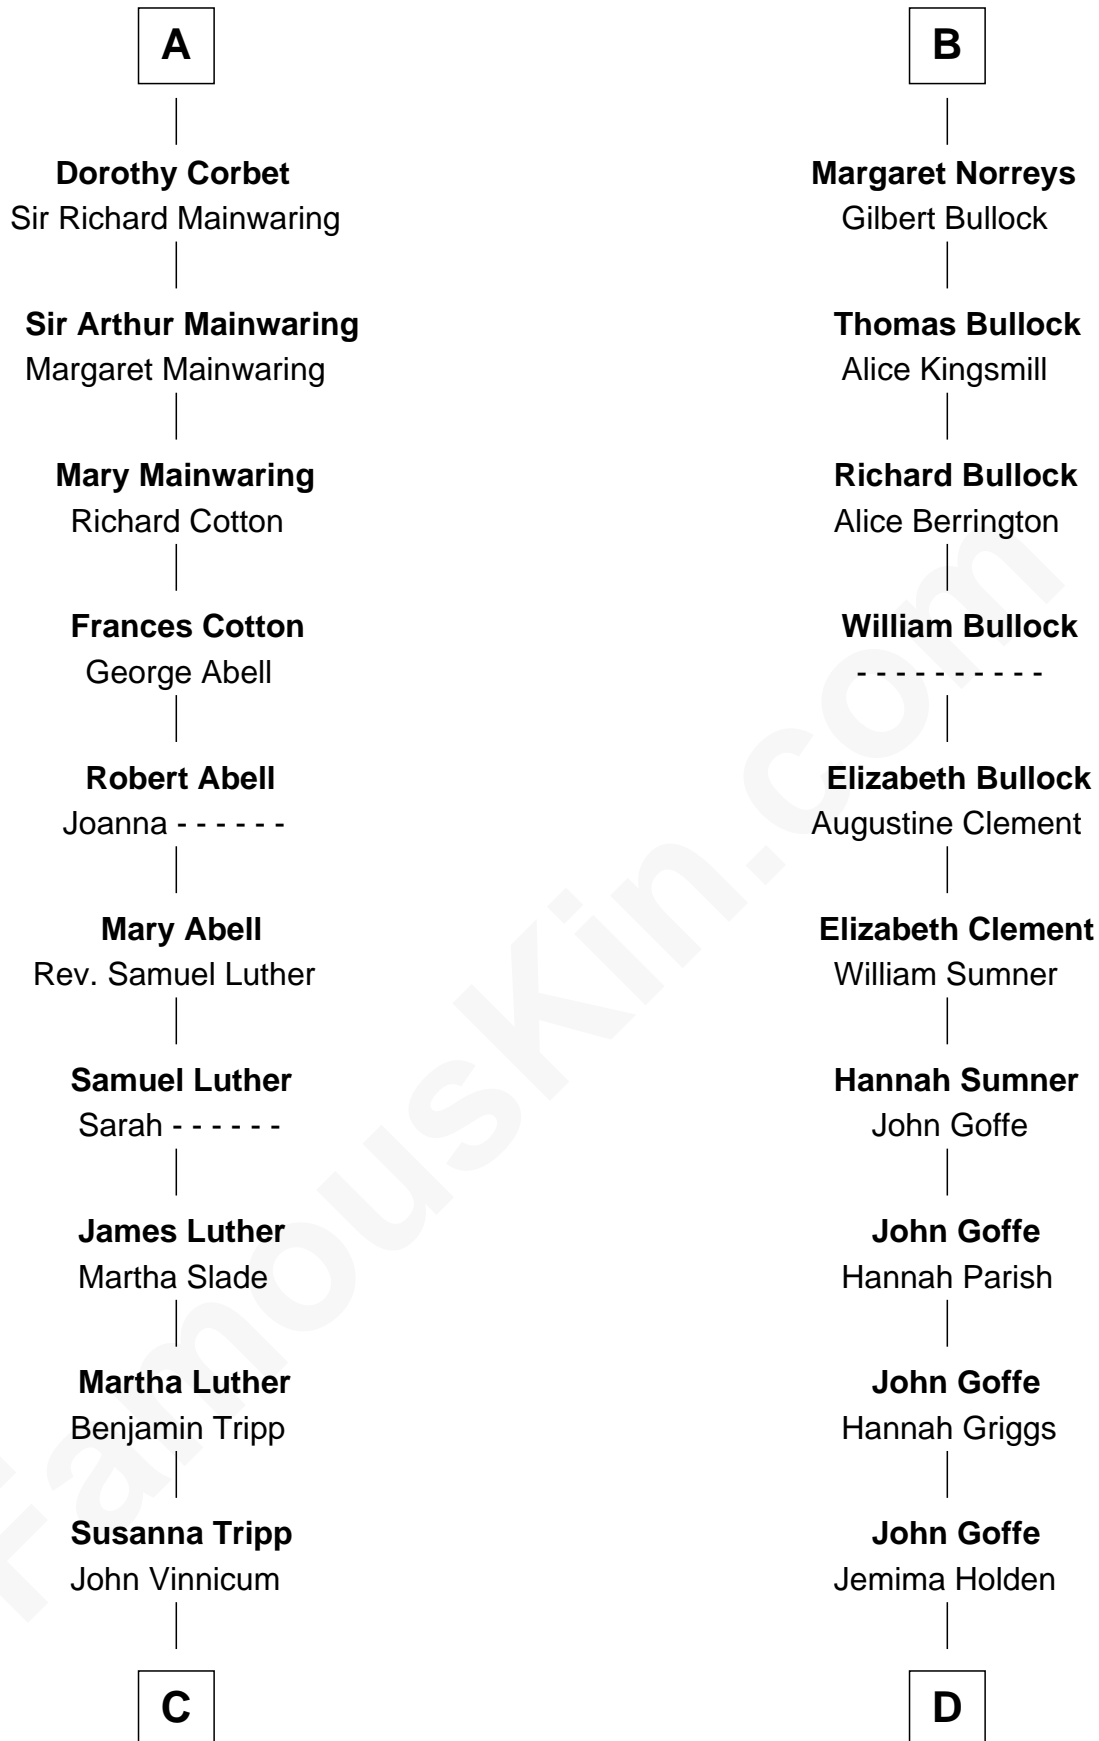 A
Dorothy Corbet
Sir Richard Mainwaring
Sir Arthur Mainwaring
Margaret Mainwaring
Mary Mainwaring
Richard Cotton
Frances Cotton
George Abell
Robert Abell
Joanna - - - - - -
Mary Abell
Rev. Samuel Luther
Samuel Luther
Sarah - - - - - -
James Luther
Martha Slade
Martha Luther
Benjamin Tripp
Susanna Tripp
John Vinnicum
C
B
Margaret Norreys
Gilbert Bullock
Thomas Bullock
Alice Kingsmill
Richard Bullock
Alice Berrington
William Bullock
- - - - - - - - - -
Elizabeth Bullock
Augustine Clement
Elizabeth Clement
William Sumner
Hannah Sumner
John Goffe
John Goffe
Hannah Parish
John Goffe
Hannah Griggs
John Goffe
Jemima Holden
D
FamousKin.com